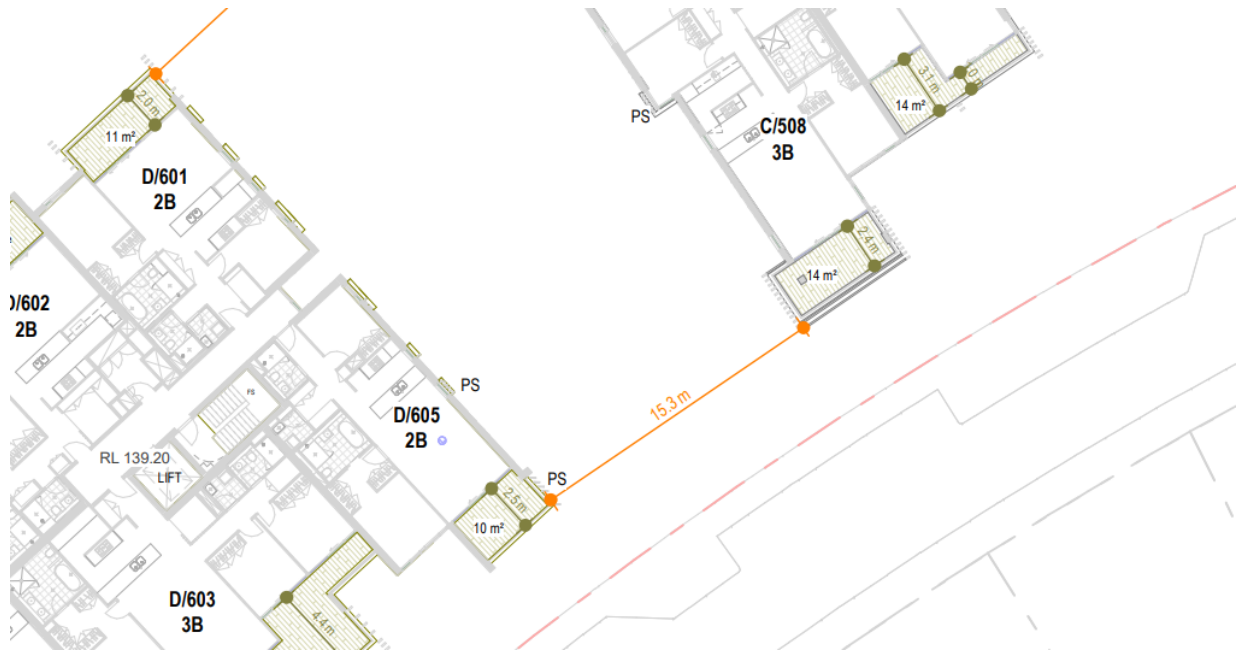 2.0 m
11 m²
D/601
2B
PS
C/508
3B
3.1 m
14 m²
2.4 m
14 m²
D/602
2B
15.3 m
FS
PS
D/605
2B
RL 139.20
LIFT
PS
2.5 m
10 m²
D/603
3B
4.4 m